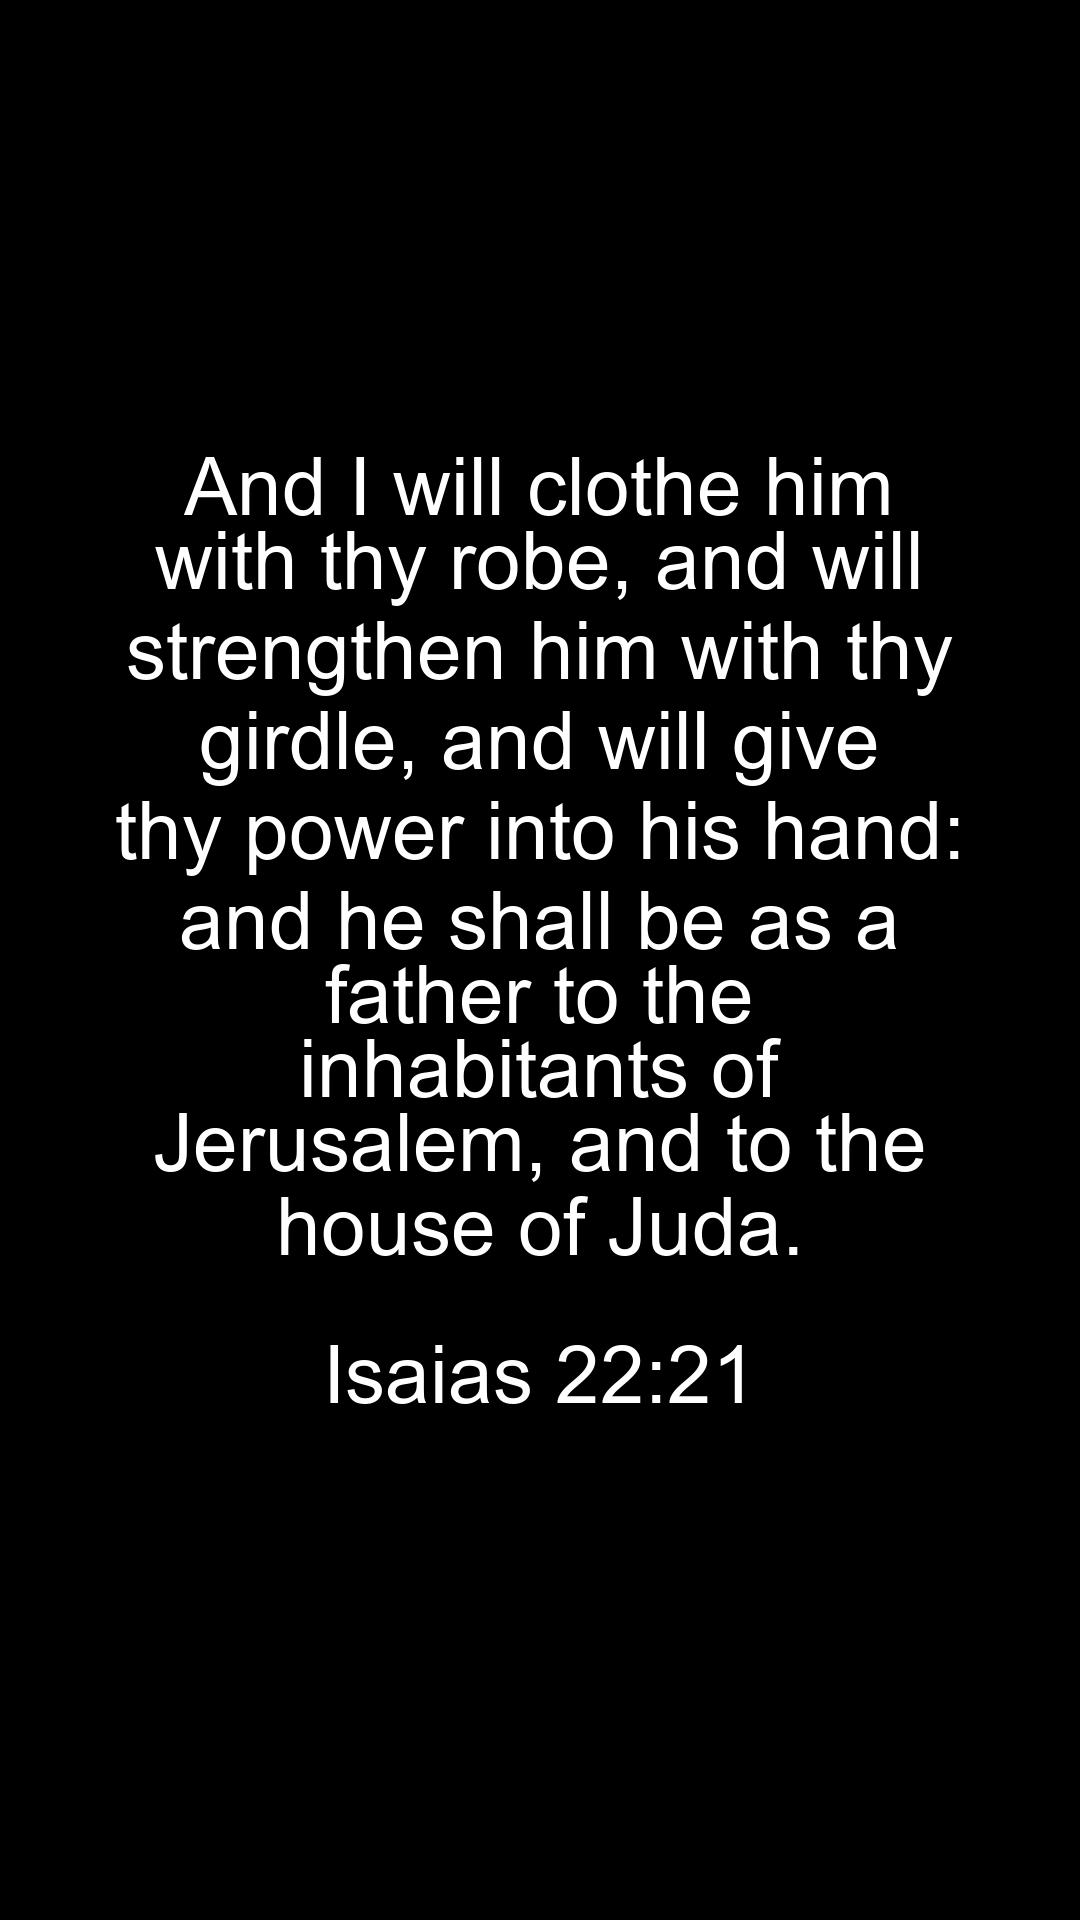 And I will clothe him
with thy robe, and will
strengthen him with thy
girdle, and will give
thy power into his hand:
and he shall be as a
father to the
inhabitants of
Jerusalem, and to the
house of Juda.
Isaias 22:21